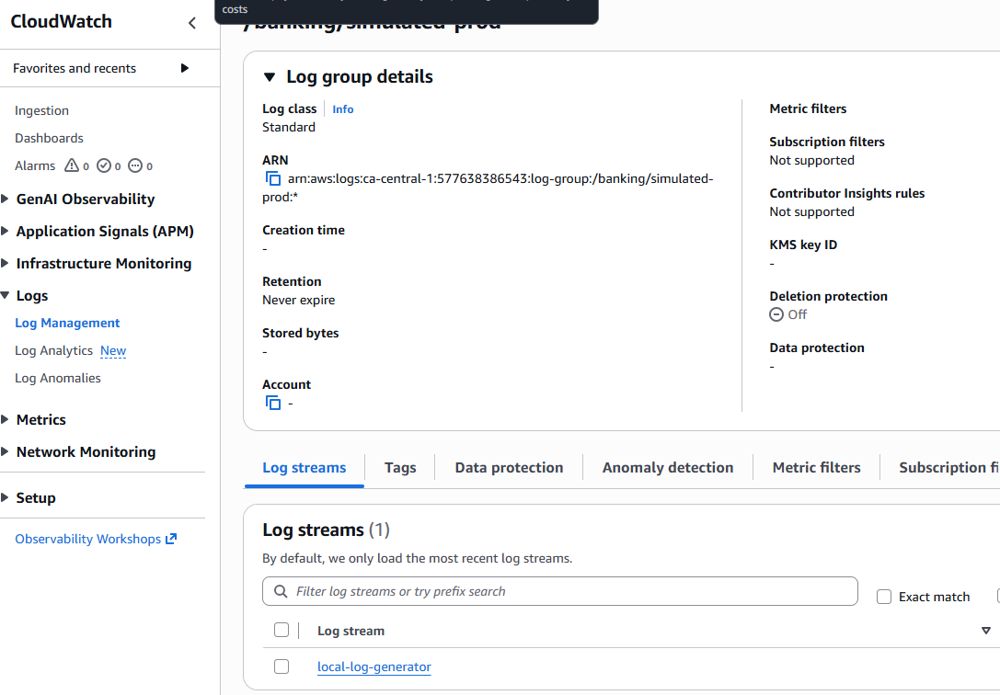 CloudWatch
Favorites and recents
Ingestion
Dashboards
Alarms 0 0 0
GenAI Observability
Application Signals (APM)
Infrastructure Monitoring
Logs
Log Management
Log Analytics New
Log Anomalies
Metrics
Network Monitoring
Setup
Observability Workshops
costs
/banking/simulated-prod
Log group details
Log class Info
Standard
ARN
arn:aws:logs:ca-central-1:577638386543:log-group:/banking/simulated-
prod:*
Creation time
-
Retention
Never expire
Stored bytes
-
Account
-
Metric filters
Subscription filters
Not supported
Contributor Insights rules
Not supported
KMS key ID
-
Deletion protection
Off
Data protection
-
Log streams Tags Data protection Anomaly detection Metric filters Subscription fi
Log streams (1)
By default, we only load the most recent log streams.
Filter log streams or try prefix search
Exact match
Log stream
local-log-generator